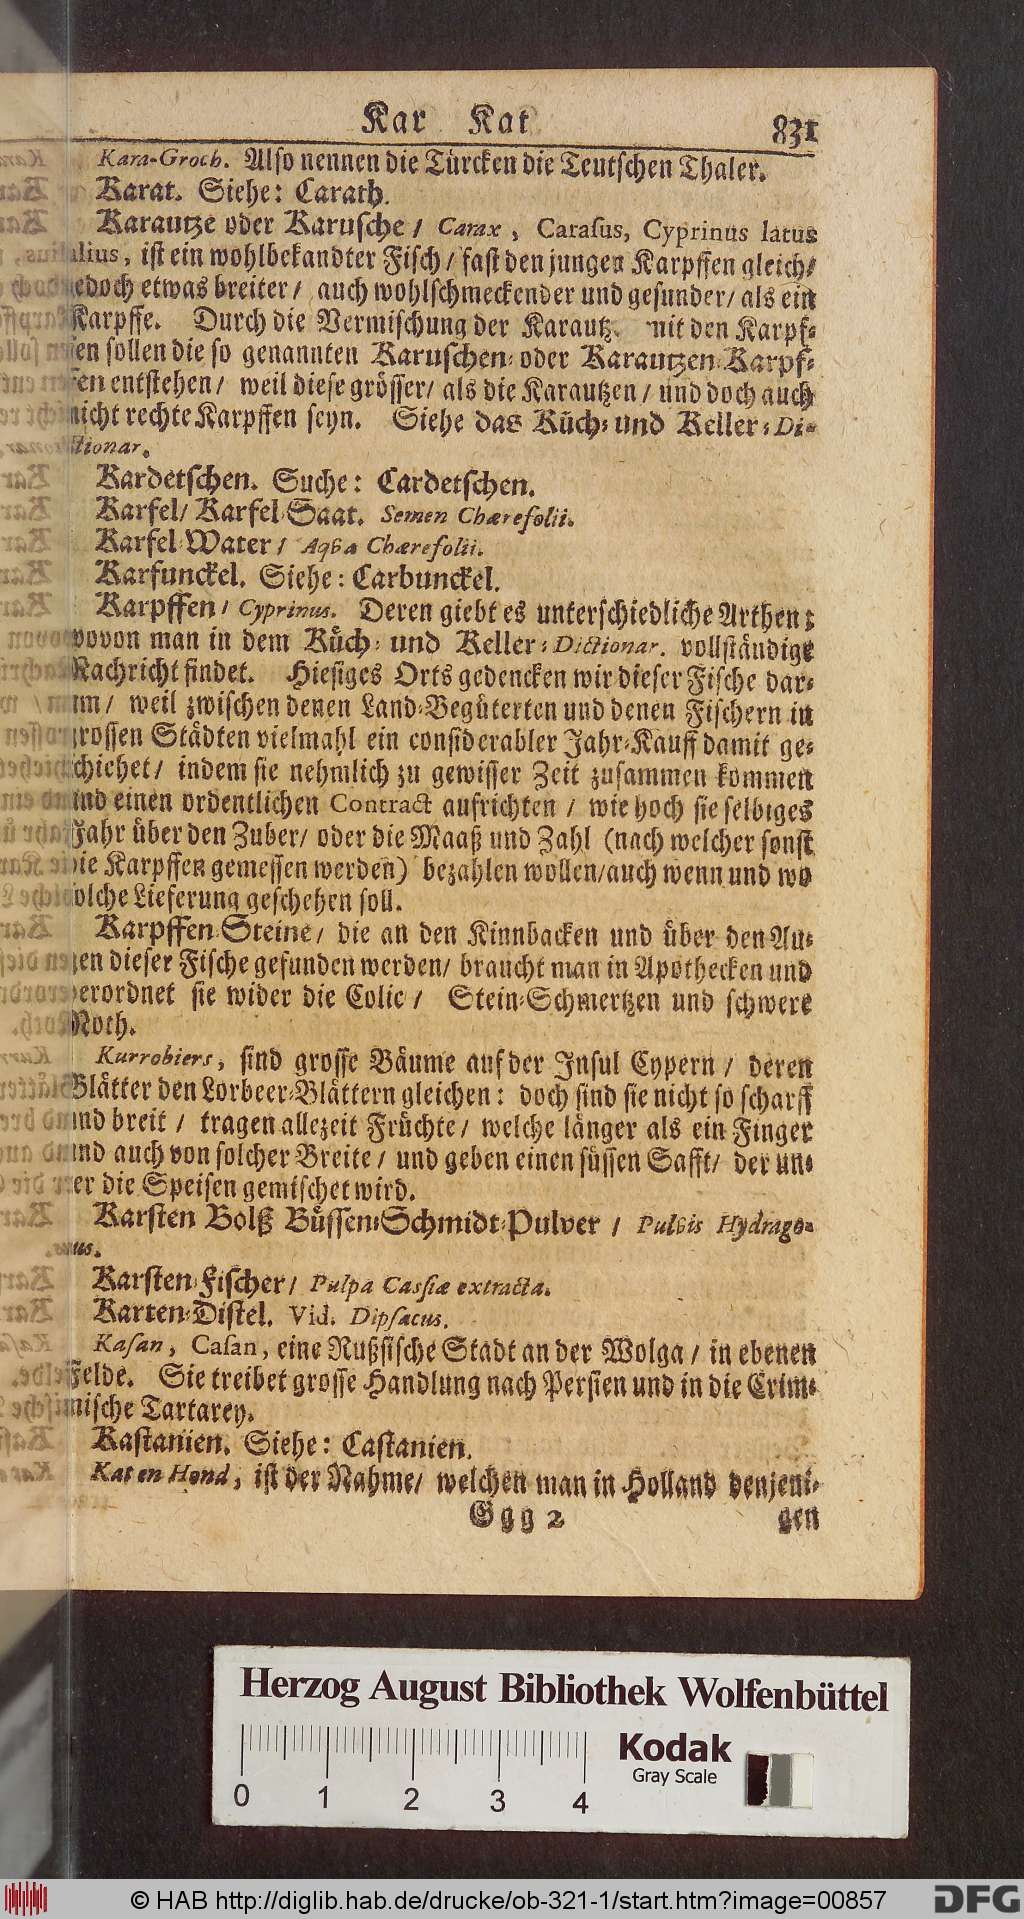 Kar Kat 831
Kara-Groch. Also nennen die Türcken die Teutschen Thaler.
Karat. Siehe: Carath.
Karautze oder Karusche / Carax, Carasus, Cyprinus latus
alius, ist ein wohlbekandter Fisch / fast den jungen Karpffen gleich /
edoch etwas breiter / auch wohlschmeckender und gesunder / als ein
Karpffe. Durch die Vermischung der Karautz. mit den Karpf-
en sollen die so genannten Karuschen- oder Karautzen-Karpf-
fen entstehen / weil diese grösser / als die Karautzen / und doch auch
nicht rechte Karpffen seyn. Siehe das Küch- und Keller-Di-
ctionar.
Kardetschen. Suche: Cardetschen.
Karfel / Karfel-Saat. Semen Chærefolii.
Karfel-Water / Aqva Chærefolii.
Karfunckel. Siehe: Carbunckel.
Karpffen / Cyprinus. Deren giebt es unterschiedliche Arthen;
wovon man in dem Küch- und Keller-Dictionar. vollständige
Nachricht findet. Hiesiges Orts gedencken wir dieser Fische dar-
um / weil zwischen denen Land-Begüterten und denen Fischern in
grossen Städten vielmahl ein considerabler Jahr-Kauff damit ge-
schiehet / indem sie nehmlich zu gewisser Zeit zusammen kommen
und einen ordentlichen Contract aufrichten / wie hoch sie selbiges
Jahr über den Zuber / oder die Maaß und Zahl (nach welcher sonst
die Karpffen gemessen werden) bezahlen wollen / auch wenn und wo
solche Lieferung geschehen soll.
Karpffen-Steine / die an den Kinnbacken und über den Au-
gen dieser Fische gefunden werden / braucht man in Apothecken und
verordnet sie wider die Colic / Stein-Schmertzen und schwere
Noth.
Kurrobiers, sind grosse Bäume auf der Insul Cypern / deren
Blätter den Lorbeer-Blättern gleichen: doch sind sie nicht so scharff
und breit / tragen allezeit Früchte / welche länger als ein Finger
und auch von solcher Breite / und geben einen süssen Safft / der un-
ter die Speisen gemischet wird.
Karsten Bolß Büssen-Schmidt-Pulver / Pulvis Hydrago-
us.
Karsten-Fischer / Pulpa Cassiæ extracta.
Karten-Distel. Vid. Dipsacus.
Kasan, Casan, eine Rußsische Stadt an der Wolga / in ebenen
Felde. Sie treibet grosse Handlung nach Persien und in die Crim-
mische Tartarey.
Kastanien. Siehe: Castanien.
Kat en Hond, ist der Nahme / welchen man in Holland denjeni-
Ggg 2 gen
Herzog August Bibliothek Wolfenbüttel
Kodak
Gray Scale
0 1 2 3 4
© HAB http://diglib.hab.de/drucke/ob-321-1/start.htm?image=00857
DFG